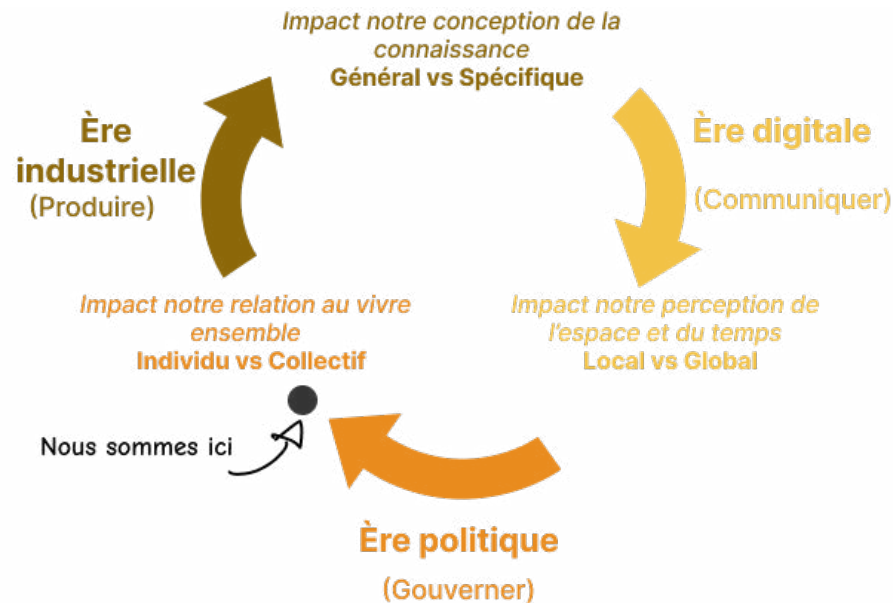 Impact notre conception de la
connaissance
Général vs Spécifique
Ère
industrielle
(Produire)
Ère digitale
(Communiquer)
Impact notre relation au vivre
ensemble
Individu vs Collectif
Impact notre perception de
l'espace et du temps
Local vs Global
Nous sommes ici
Ère politique
(Gouverner)